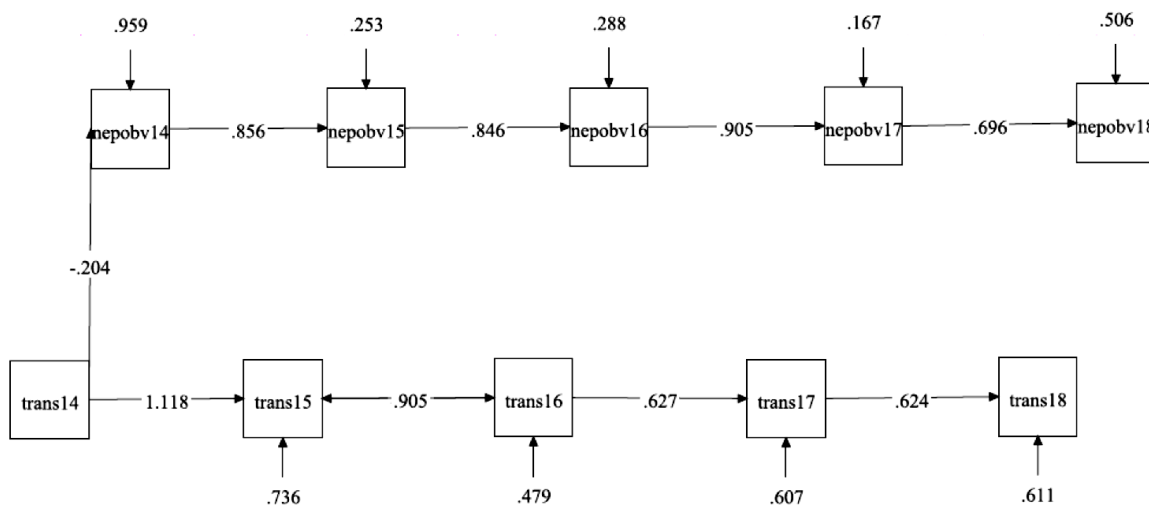 .959 .253 .288 .167 .506
nepobv14 .856 nepobv15 .846 nepobv16 .905 nepobv17 .696 nepobv18
-.204
trans14 1.118 trans15 .905 trans16 .627 trans17 .624 trans18
.736 .479 .607 .611